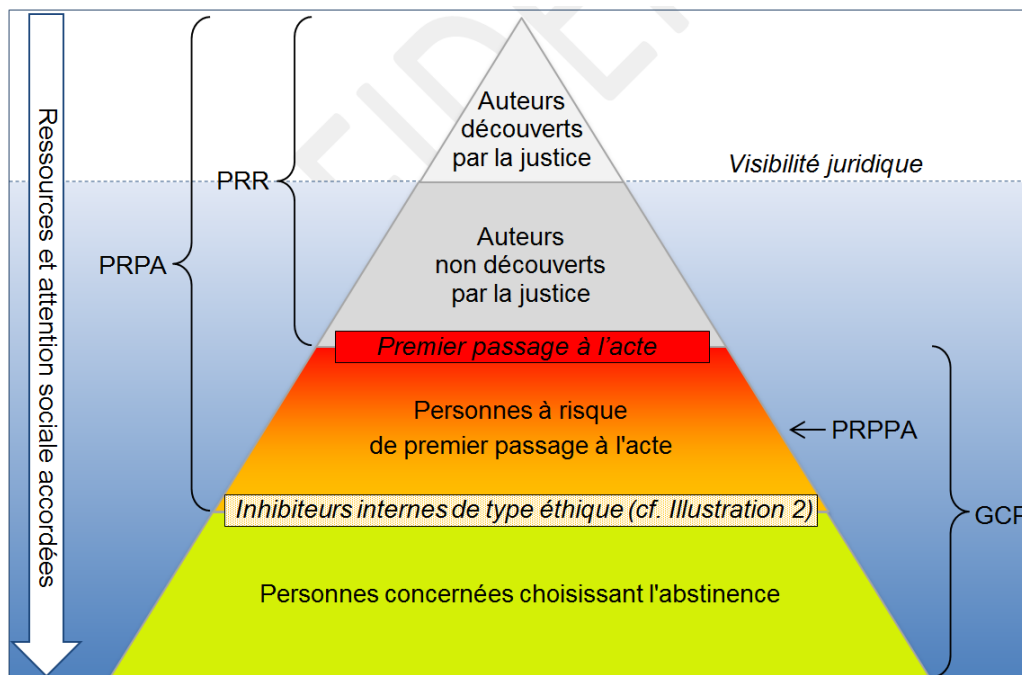 Ressources et attention sociale accordées
Auteurs
découverts
par la justice
Visibilité juridique
PRR
Auteurs
non découverts
par la justice
PRPA
Premier passage à l'acte
Personnes à risque
de premier passage à l'acte
PRPPA
Inhibiteurs internes de type éthique (cf. Illustration 2)
Personnes concernées choisissant l'abstinence